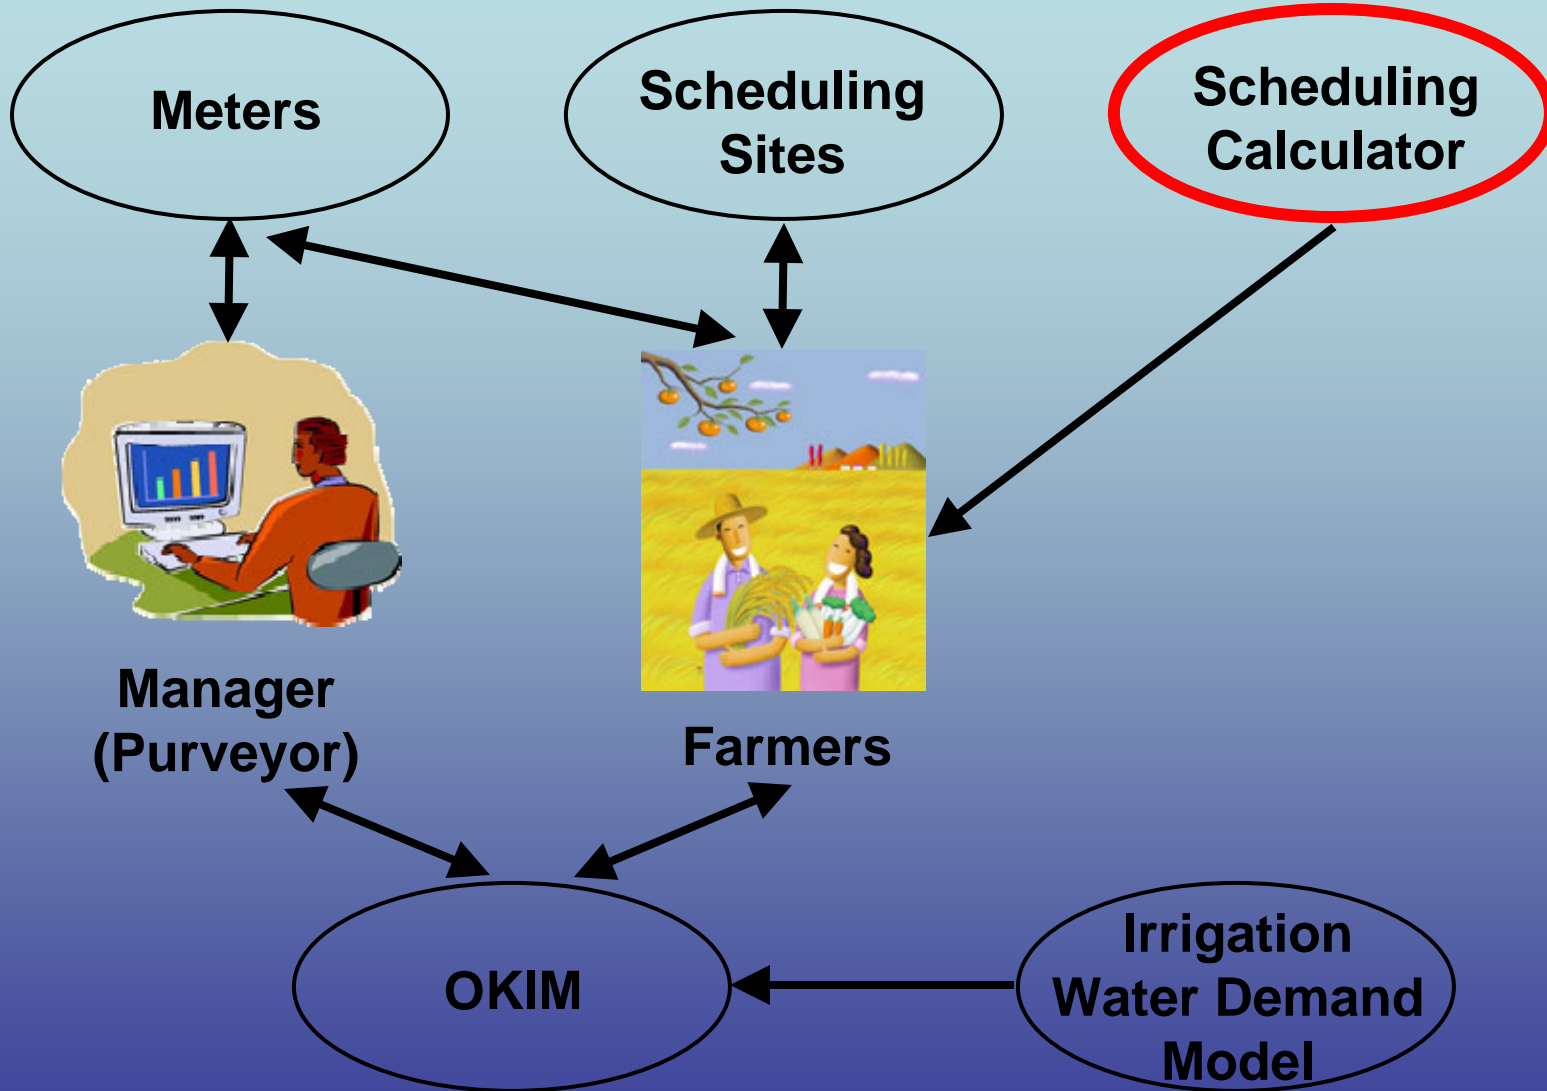 Meters
Scheduling
Sites
Scheduling
Calculator
Manager
(Purveyor)
Farmers
OKIM
Irrigation
Water Demand
Model